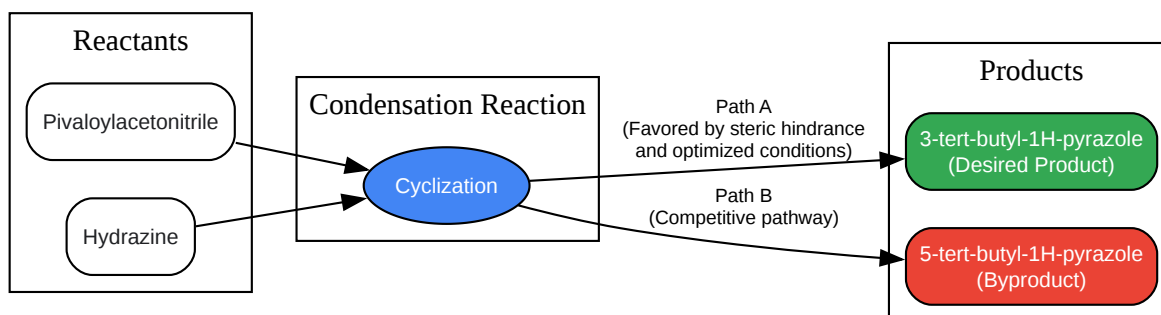 Reactants
Pivaloylacetonitrile
Hydrazine
Condensation Reaction
Cyclization
Path A
(Favored by steric hindrance
and optimized conditions)
Path B
(Competitive pathway)
Products
3-tert-butyl-1H-pyrazole
(Desired Product)
5-tert-butyl-1H-pyrazole
(Byproduct)